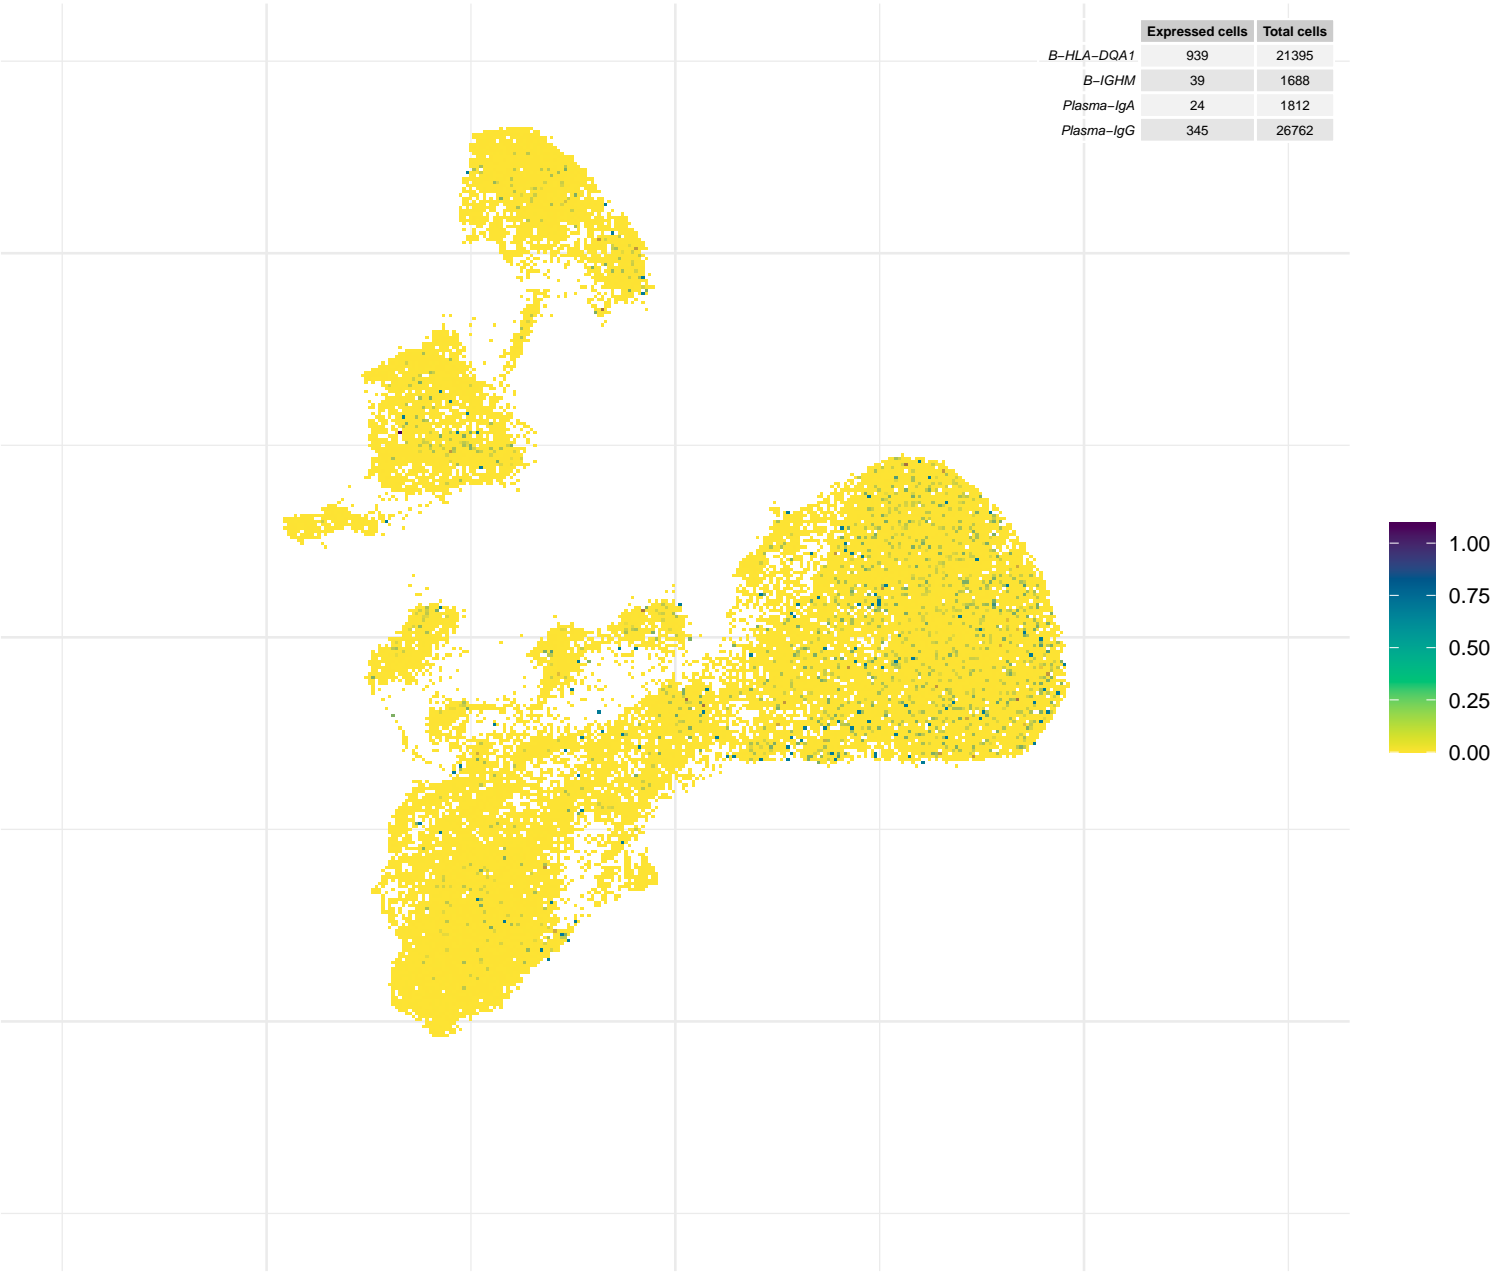 Expressed cells Total cells
B−HLA−DQA1 939 21395
B−IGHM 39 1688
Plasma−IgA 24 1812
Plasma−IgG 345 26762
1.00
0.75
0.50
0.25
0.00